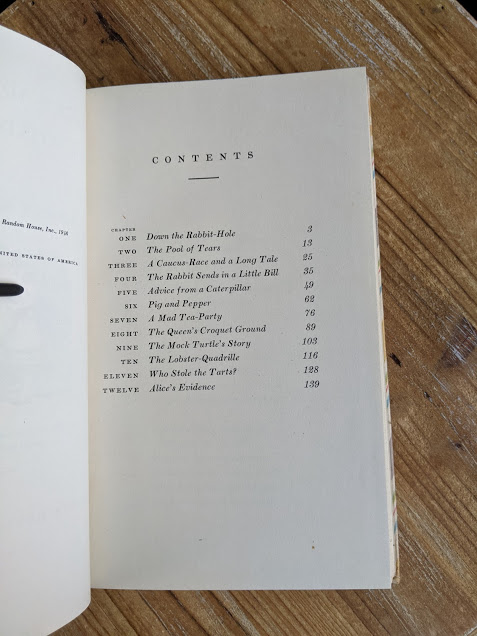 Random House, Inc., 1946
UNITED STATES OF AMERICA
CONTENTS
CHAPTER
ONE Down the Rabbit-Hole 3
TWO The Pool of Tears 13
THREE A Caucus-Race and a Long Tale 25
FOUR The Rabbit Sends in a Little Bill 35
FIVE Advice from a Caterpillar 49
SIX Pig and Pepper 62
SEVEN A Mad Tea-Party 76
EIGHT The Queen's Croquet Ground 89
NINE The Mock Turtle's Story 103
TEN The Lobster-Quadrille 116
ELEVEN Who Stole the Tarts? 128
TWELVE Alice's Evidence 139